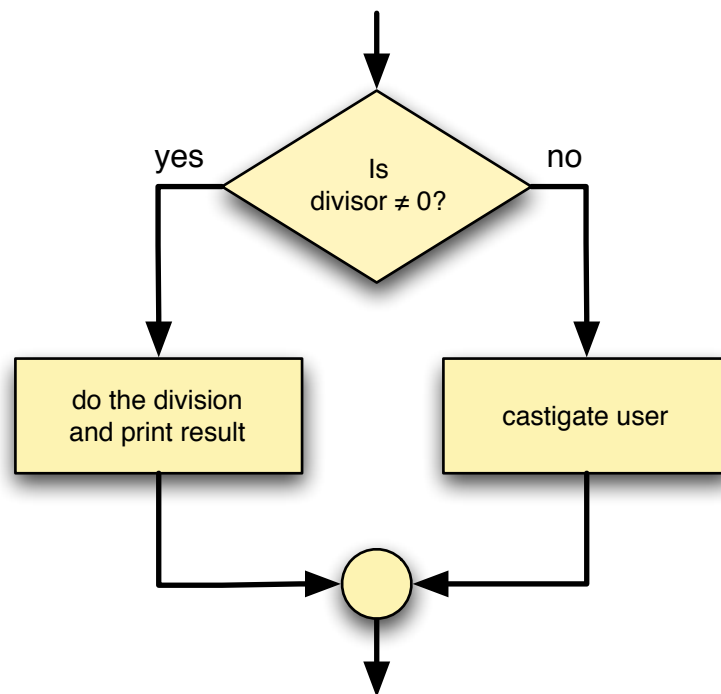 Is
divisor ≠ 0?
yes
no
do the division
and print result
castigate user